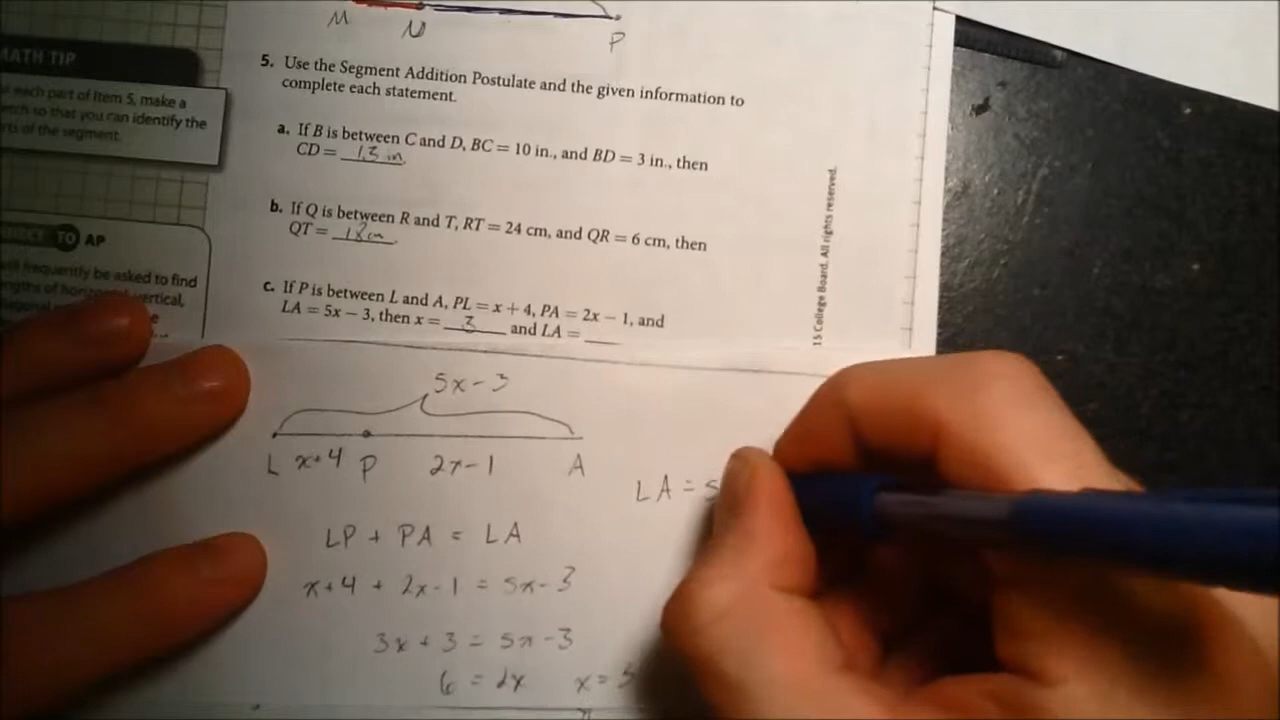 M N P
MATH TIP
each part of Item 5, make a
so that you can identify the
of the segment.
5. Use the Segment Addition Postulate and the given information to
complete each statement.
a. If B is between C and D, BC = 10 in., and BD = 3 in., then
CD = 13 in.
b. If Q is between R and T, RT = 24 cm, and QR = 6 cm, then
QT = 18cm
c. If P is between L and A, PL = x + 4, PA = 2x − 1, and
LA = 5x − 3, then x = 3 and LA =
TO AP
frequently be asked to find
of vertical,
15 College Board. All rights reserved.
5x - 3
L x+4 P 2x-1 A
LA = 5
LP + PA = LA
x+4 + 2x-1 = 5x-3
3x + 3 = 5x-3
6 = 2x x = 3